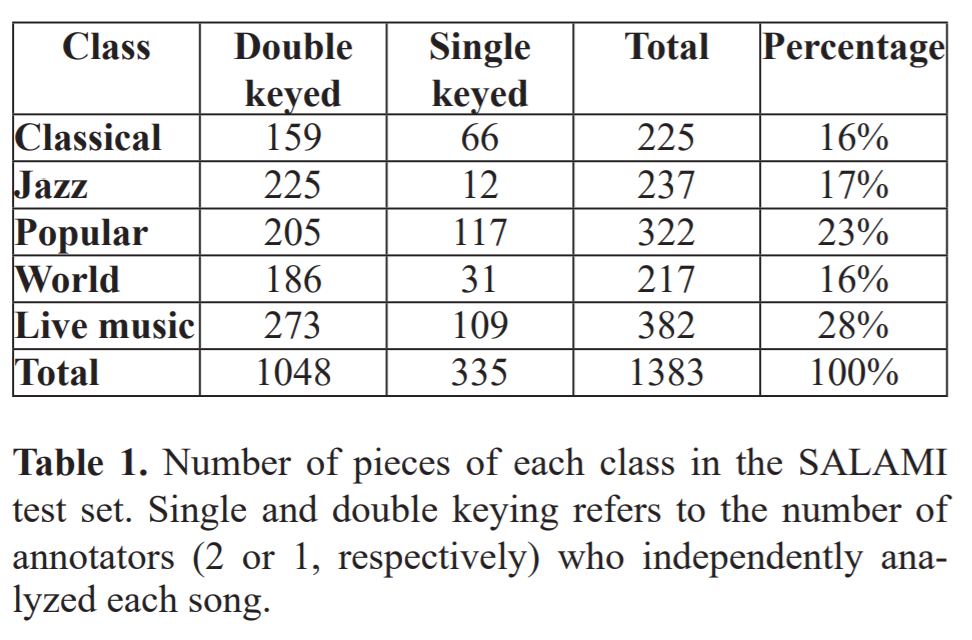 Class Double keyed Single keyed Total Percentage
Classical 159 66 225 16%
Jazz 225 12 237 17%
Popular 205 117 322 23%
World 186 31 217 16%
Live music 273 109 382 28%
Total 1048 335 1383 100%
Table 1. Number of pieces of each class in the SALAMI
test set. Single and double keying refers to the number of
annotators (2 or 1, respectively) who independently ana-
lyzed each song.